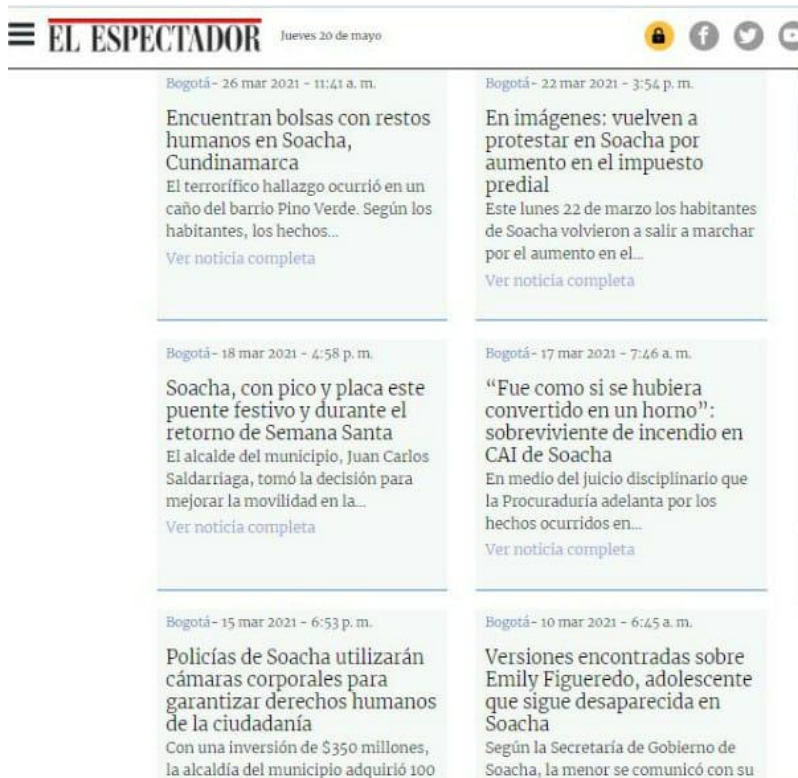 EL ESPECTADOR
Jueves 20 de mayo
Bogotá- 26 mar 2021 - 11:41 a. m.
Encuentran bolsas con restos
humanos en Soacha,
Cundinamarca
El terrorífico hallazgo ocurrió en un
caño del barrio Pino Verde. Según los
habitantes, los hechos...
Ver noticia completa
Bogotá- 22 mar 2021 - 3:54 p. m.
En imágenes: vuelven a
protestar en Soacha por
aumento en el impuesto
predial
Este lunes 22 de marzo los habitantes
de Soacha volvieron a salir a marchar
por el aumento en el...
Ver noticia completa
Bogotá- 18 mar 2021 - 4:58 p. m.
Soacha, con pico y placa este
puente festivo y durante el
retorno de Semana Santa
El alcalde del municipio, Juan Carlos
Saldarriaga, tomó la decisión para
mejorar la movilidad en la...
Ver noticia completa
Bogotá- 17 mar 2021 - 7:46 a. m.
“Fue como si se hubiera
convertido en un horno”:
sobreviviente de incendio en
CAI de Soacha
En medio del juicio disciplinario que
la Procuraduría adelanta por los
hechos ocurridos en...
Ver noticia completa
Bogotá- 15 mar 2021 - 6:53 p. m.
Policías de Soacha utilizarán
cámaras corporales para
garantizar derechos humanos
de la ciudadanía
Con una inversión de $350 millones,
la alcaldía del municipio adquirió 100
Bogotá- 10 mar 2021 - 6:45 a. m.
Versiones encontradas sobre
Emily Figueredo, adolescente
que sigue desaparecida en
Soacha
Según la Secretaría de Gobierno de
Soacha, la menor se comunicó con su